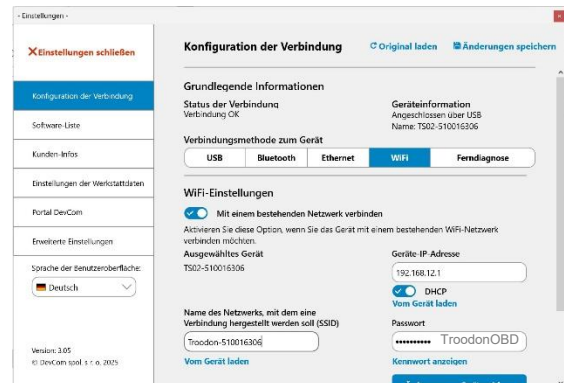 - Einstellungen -
Einstellungen schließen
Konfiguration der Verbindung
Software-Liste
Kunden-Infos
Einstellungen der Werkstattdaten
Portal DevCom
Erweiterte Einstellungen
Sprache der Benutzeroberfläche:
Deutsch
Version: 3.05
© DevCom spol. s r. o. 2025
Konfiguration der Verbindung
Original laden
Änderungen speichern
Grundlegende Informationen
Status der Verbindung
Verbindung OK
Geräteinformation
Angeschlossen über USB
Name: TS02-510016306
Verbindungsmethode zum Gerät
USB Bluetooth Ethernet WiFi Ferndiagnose
WiFi-Einstellungen
Mit einem bestehenden Netzwerk verbinden
Aktivieren Sie diese Option, wenn Sie das Gerät mit einem bestehenden WiFi-Netzwerk
verbinden möchten.
Ausgewähltes Gerät
TS02-510016306
Geräte-IP-Adresse
192.168.12.1
DHCP
Vom Gerät laden
Name des Netzwerks, mit dem eine
Verbindung hergestellt werden soll (SSID)
Troodon-510016306
Vom Gerät laden
Passwort
•••••••••• TroodonOBD
Kennwort anzeigen